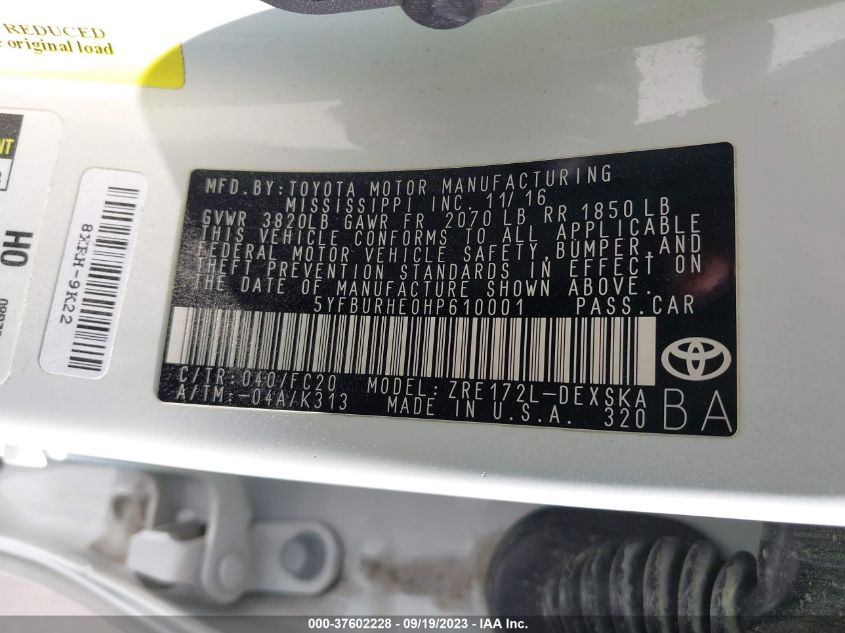 REDUCED
e original load
NT
HO
8XFH-9K22
MFD. BY: TOYOTA MOTOR MANUFACTURING
MISSISSIPPI INC. 11/16
GVWR 3820LB GAWR FR 2070 LB RR 1850 LB
THIS VEHICLE CONFORMS TO ALL APPLICABLE
FEDERAL MOTOR VEHICLE SAFETY, BUMPER, AND
THEFT PREVENTION STANDARDS IN EFFECT ON
THE DATE OF MANUFACTURE SHOWN ABOVE.
5YFBURHE0HP610001 PASS. CAR
C/TR: 040/FC20 MODEL: ZRE172L-DEXSKA
A/TM: -04A/K313 MADE IN U.S.A. 320
BA
000-37602228 - 09/19/2023 - IAA Inc.